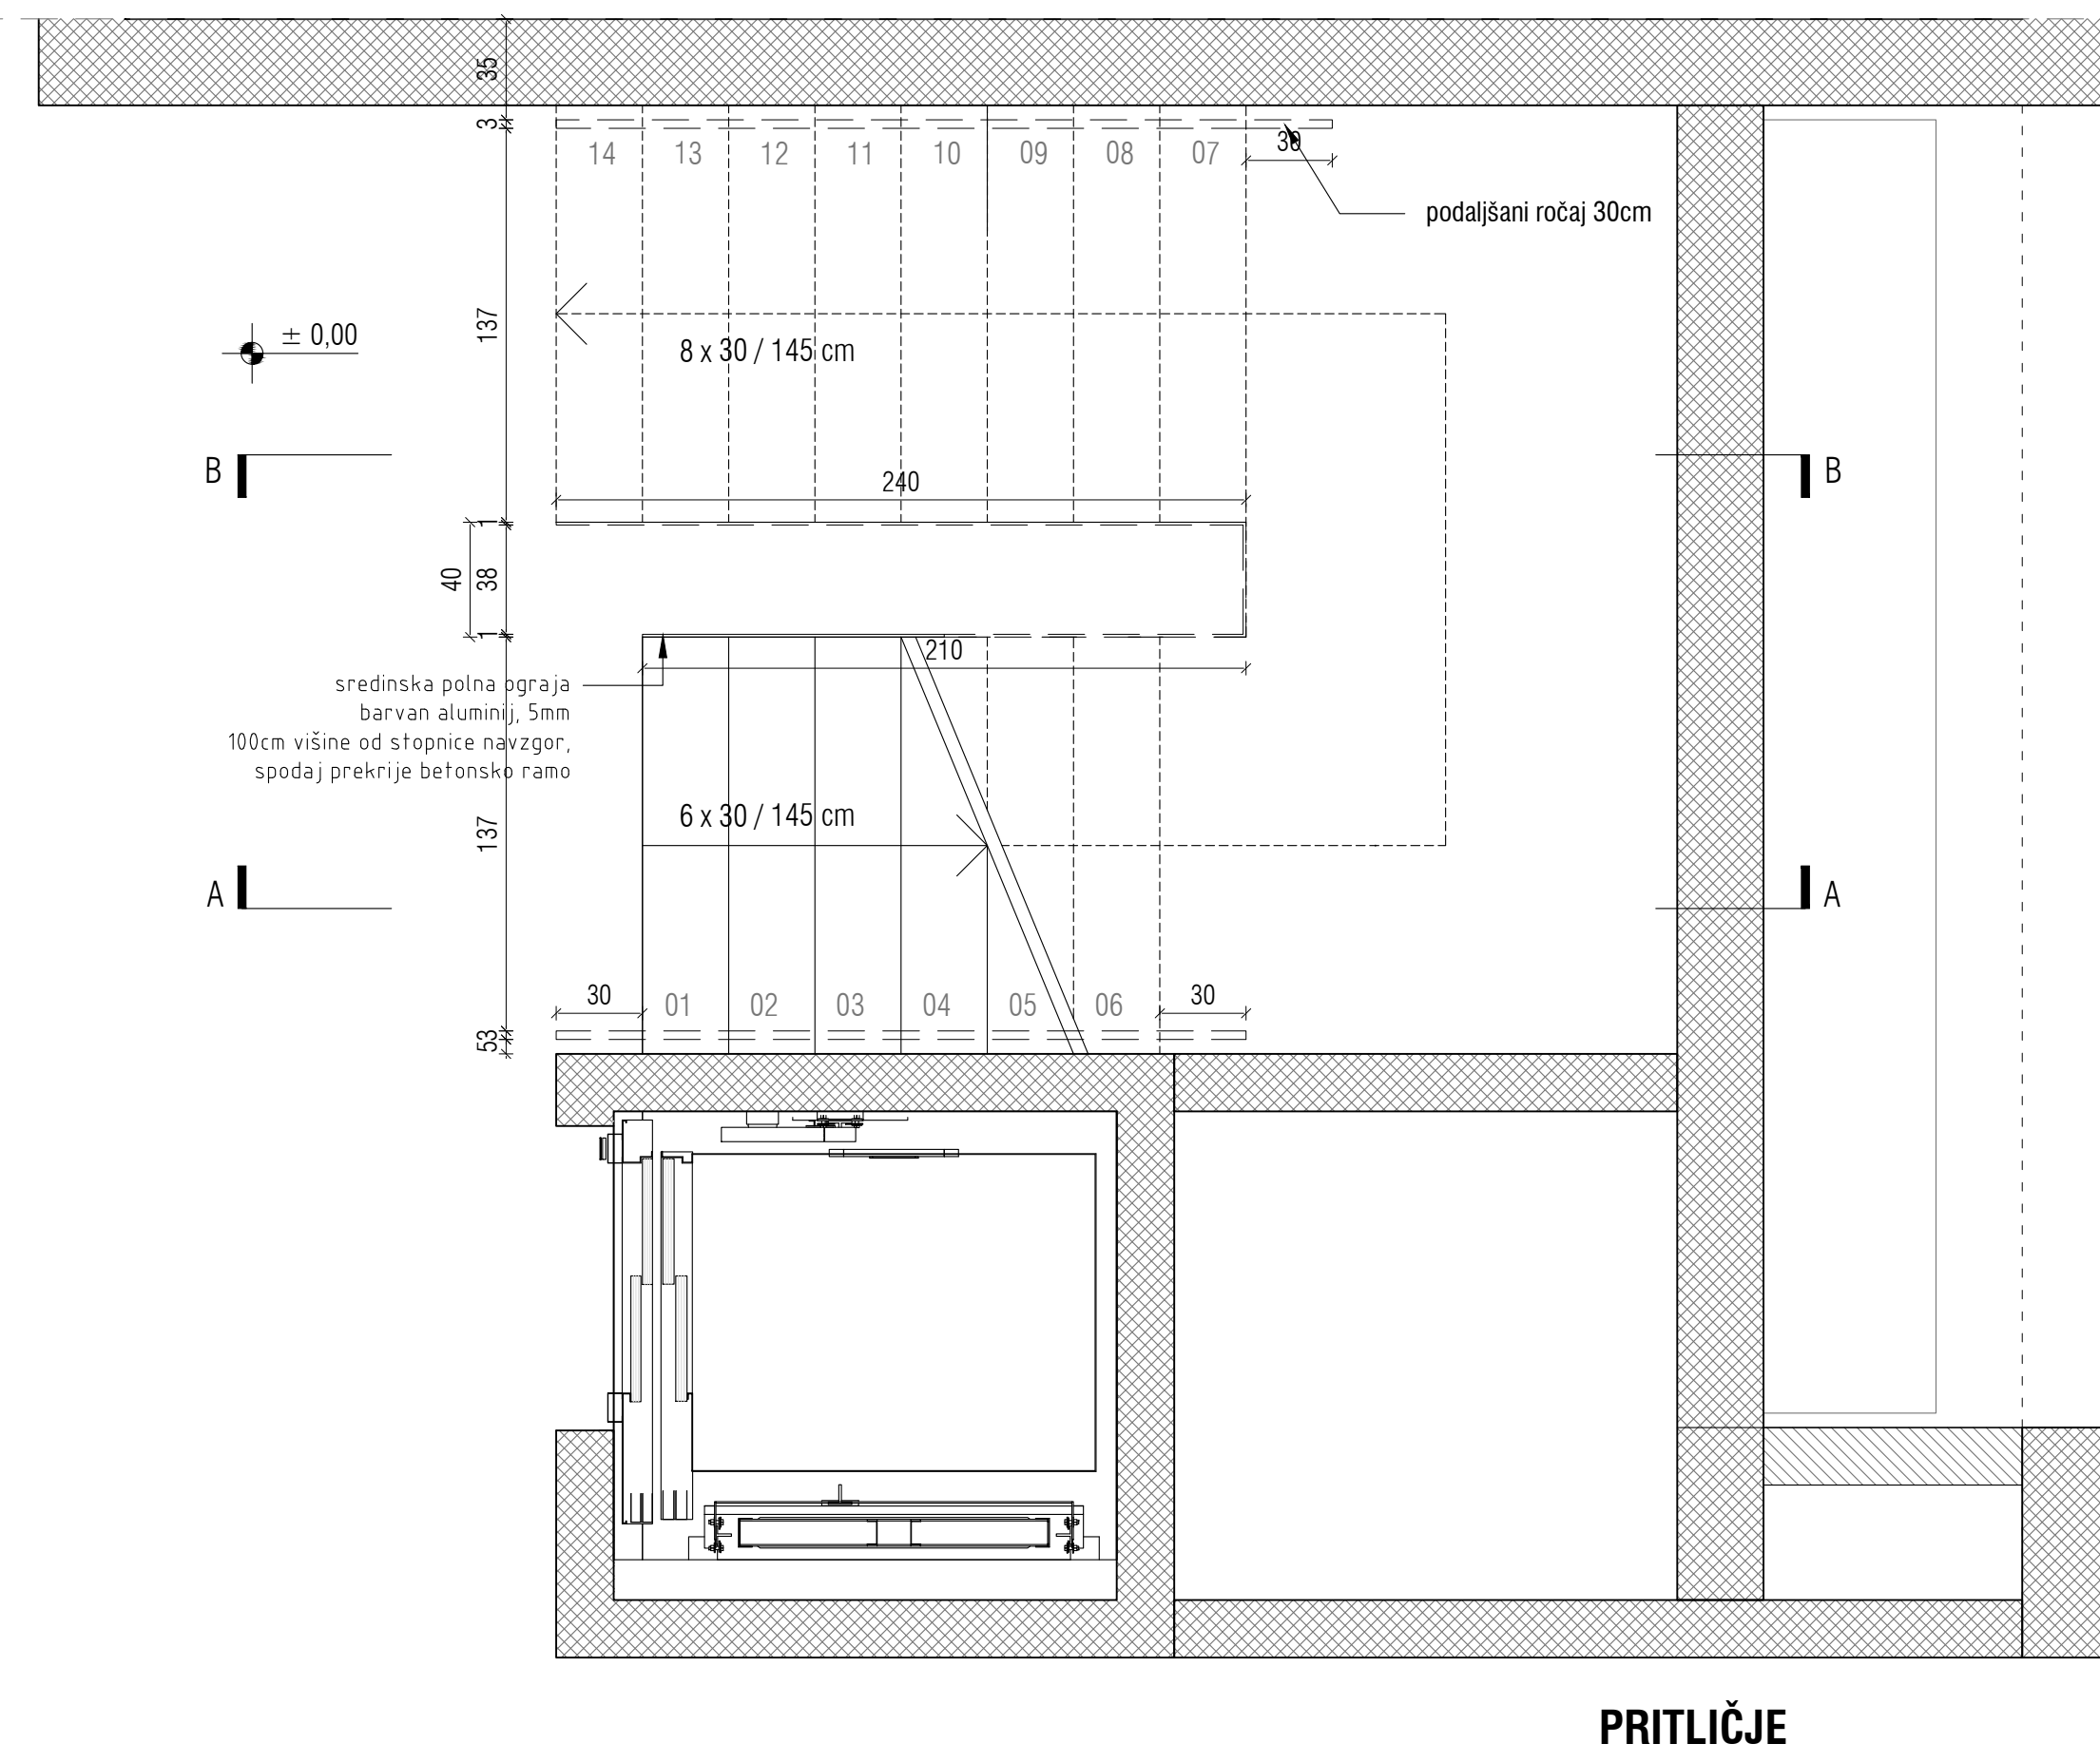 35
3
14 13 12 11 10 09 08 07
30
podaljšani ročaj 30cm
137
± 0,00
8 x 30 / 145 cm
B
B
240
1
40
38
1
210
sredinska polna ograja
barvan aluminij, 5mm
100cm višine od stopnice navzgor,
spodaj prekrije betonsko ramo
6 x 30 / 145 cm
137
A
A
30
01 02 03 04 05 06
30
3
5
PRITLIČJE